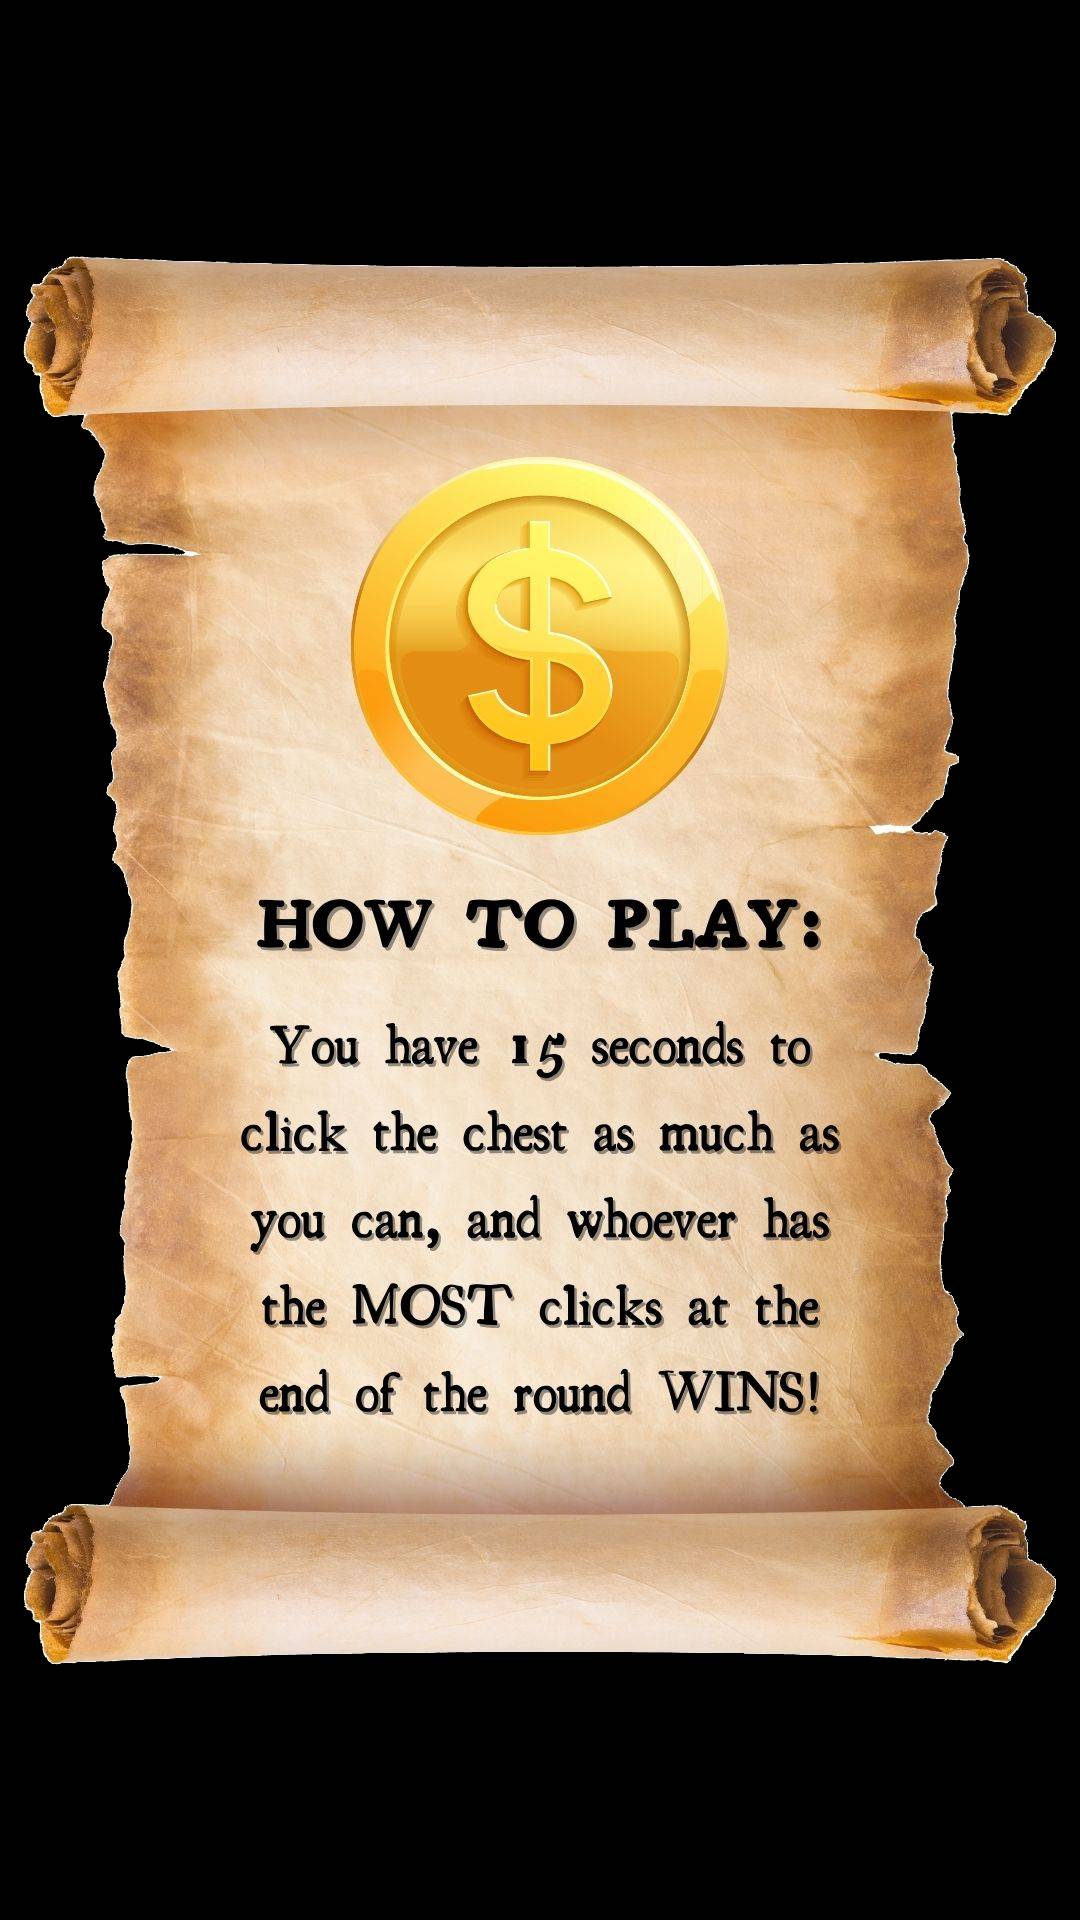 $
HOW TO PLAY:
You have 15 seconds to
click the chest as much as
you can, and whoever has
the MOST clicks at the
end of the round WINS!